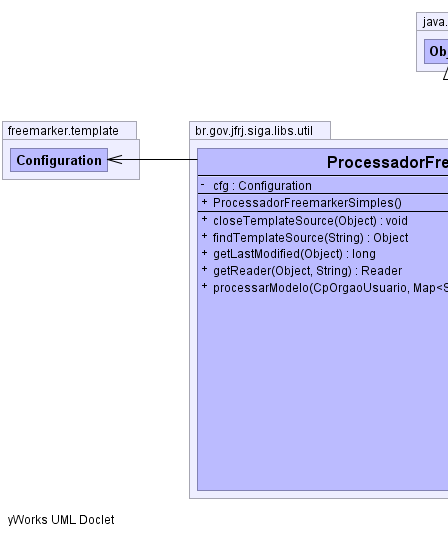 java.
Ob
freemarker.template
Configuration
br.gov.jfrj.siga.libs.util
ProcessadorFre
- cfg : Configuration
+ ProcessadorFreemarkerSimples()
+ closeTemplateSource(Object) : void
+ findTemplateSource(String) : Object
+ getLastModified(Object) : long
+ getReader(Object, String) : Reader
+ processarModelo(CpOrgaoUsuario, Map<S
yWorks UML Doclet